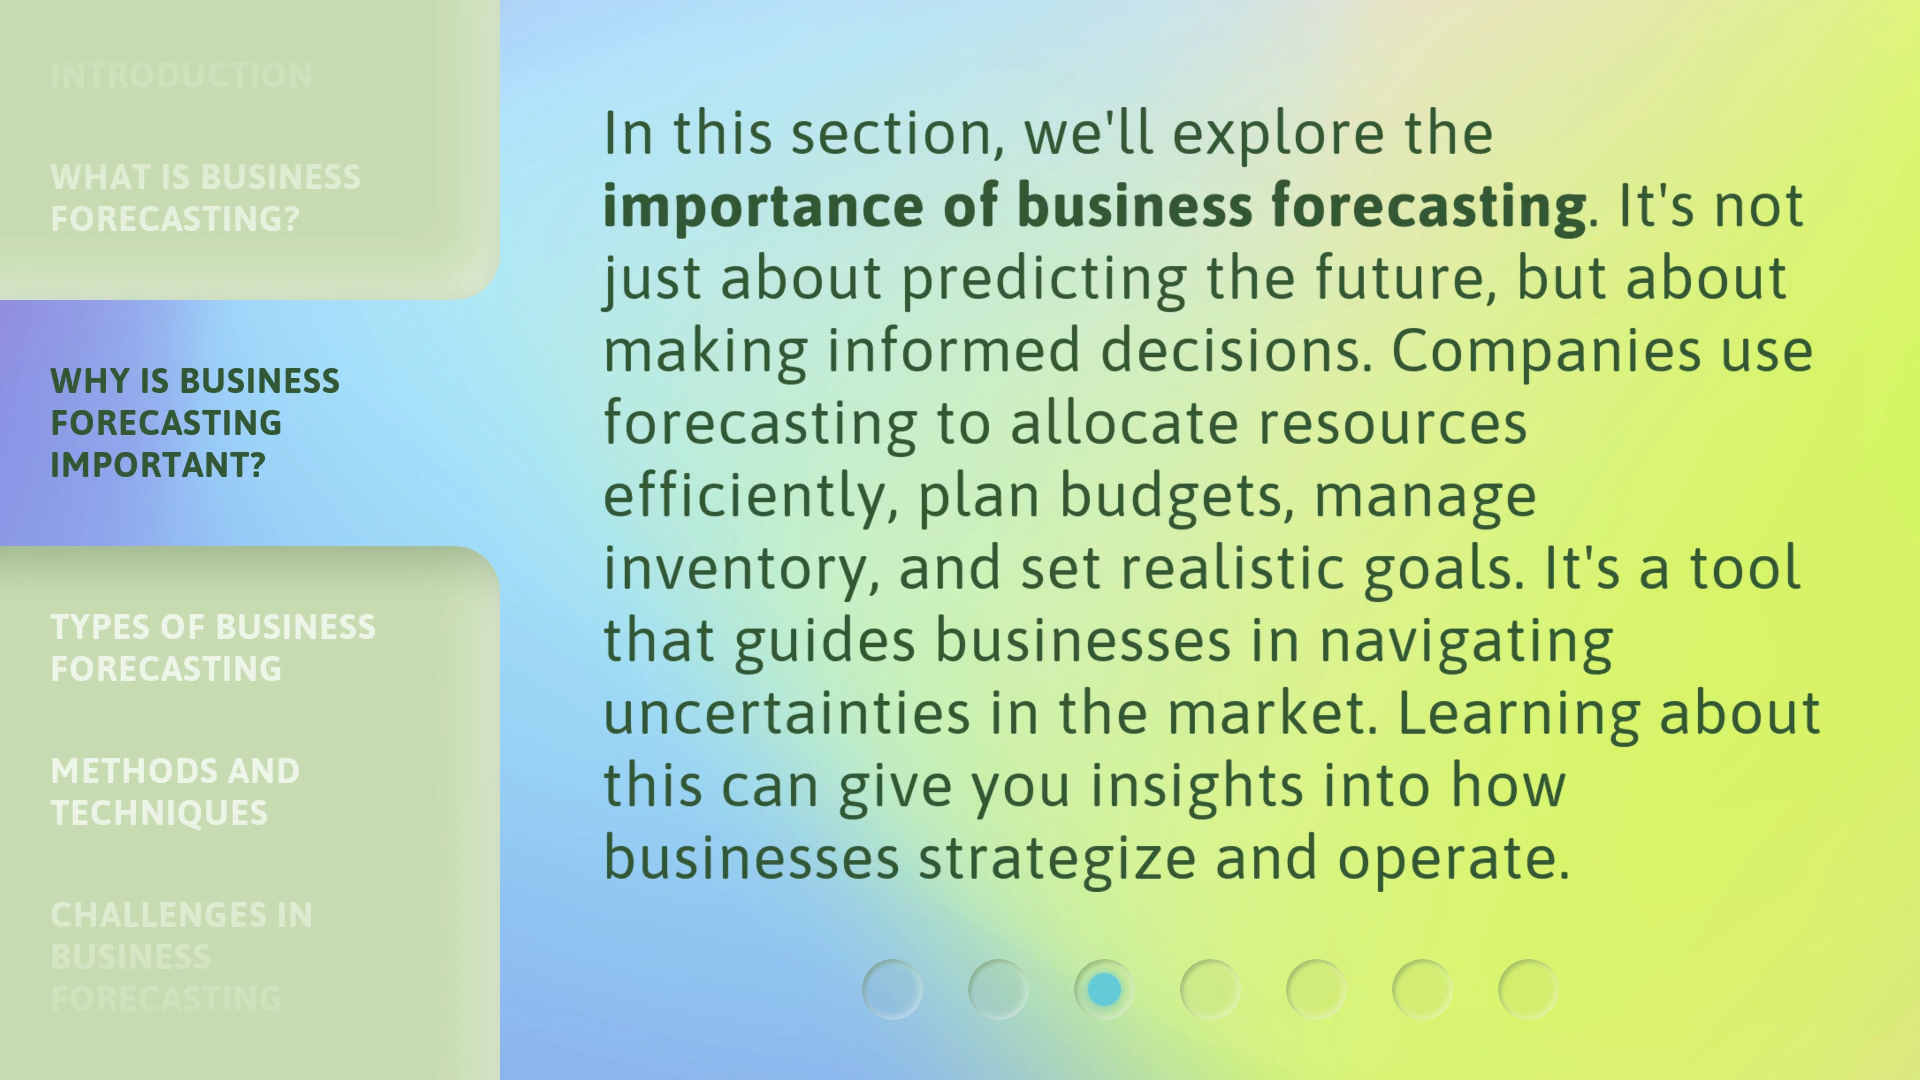 INTRODUCTION
WHAT IS BUSINESS
FORECASTING?
WHY IS BUSINESS
FORECASTING
IMPORTANT?
TYPES OF BUSINESS
FORECASTING
METHODS AND
TECHNIQUES
CHALLENGES IN
BUSINESS
FORECASTING
In this section, we'll explore the
importance of business forecasting. It's not
just about predicting the future, but about
making informed decisions. Companies use
forecasting to allocate resources
efficiently, plan budgets, manage
inventory, and set realistic goals. It's a tool
that guides businesses in navigating
uncertainties in the market. Learning about
this can give you insights into how
businesses strategize and operate.